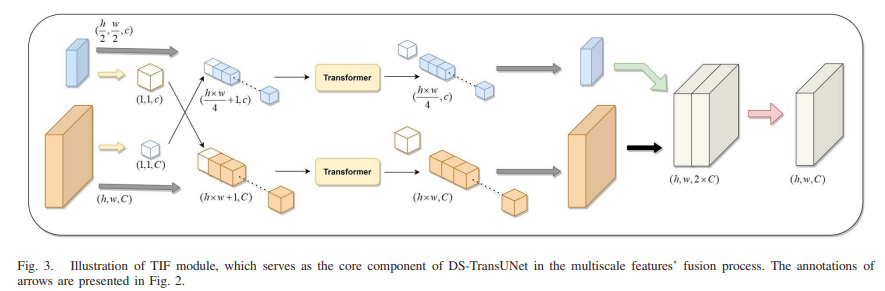 (h/2, w/2, c)
(1,1,c)
(h×w/4 +1,c)
Transformer
(h×w/4 ,c)
(1,1,C)
(h,w,C)
(h×w+1,C)
Transformer
(h×w,C)
(h,w,2×C)
(h,w,C)
Fig. 3. Illustration of TIF module, which serves as the core component of DS-TransUNet in the multiscale features' fusion process. The annotations of
arrows are presented in Fig. 2.